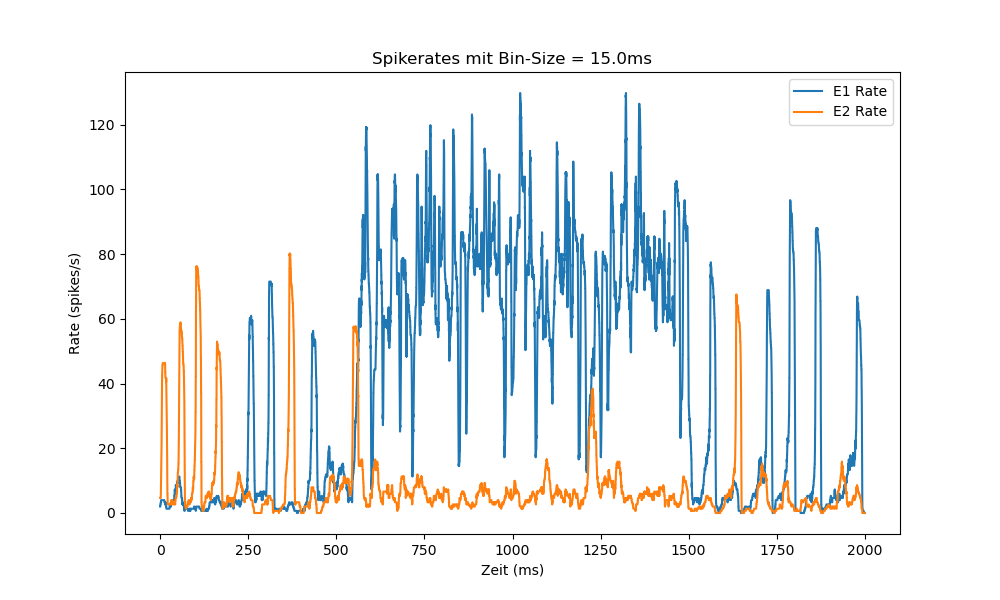 Spikerates mit Bin-Size = 15.0ms
E1 Rate
E2 Rate
120
100
80
60
40
20
0
Rate (spikes/s)
0 250 500 750 1000 1250 1500 1750 2000
Zeit (ms)